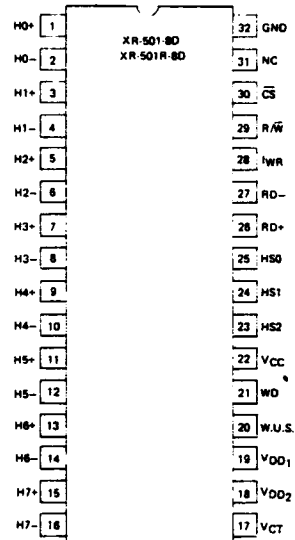 XR-501-8D
XR-501R-8D
H0+ 1
H0- 2
H1+ 3
H1- 4
H2+ 5
H2- 6
H3+ 7
H3- 8
H4+ 9
H4- 10
H5+ 11
H5- 12
H6+ 13
H6- 14
H7+ 15
H7- 16
32 GND
31 NC
30 C̅S̅
29 R/W̅
28 IWR
27 RD-
26 RD+
25 HS0
24 HS1
23 HS2
22 VCC
21 WD
20 W.U.S.
19 VDD1
18 VDD2
17 VCT